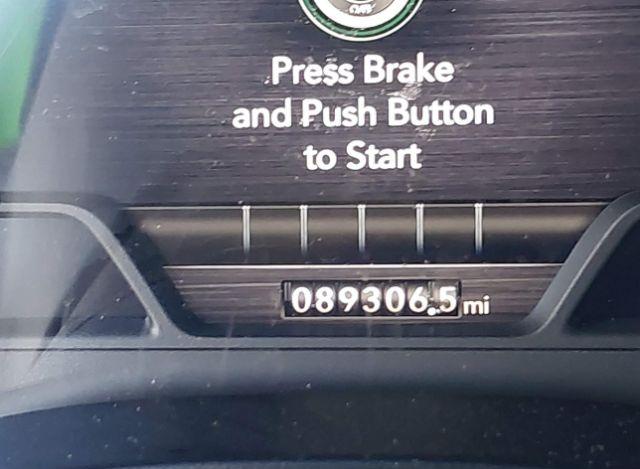 Press Brake
and Push Button
to Start
089306.5 mi